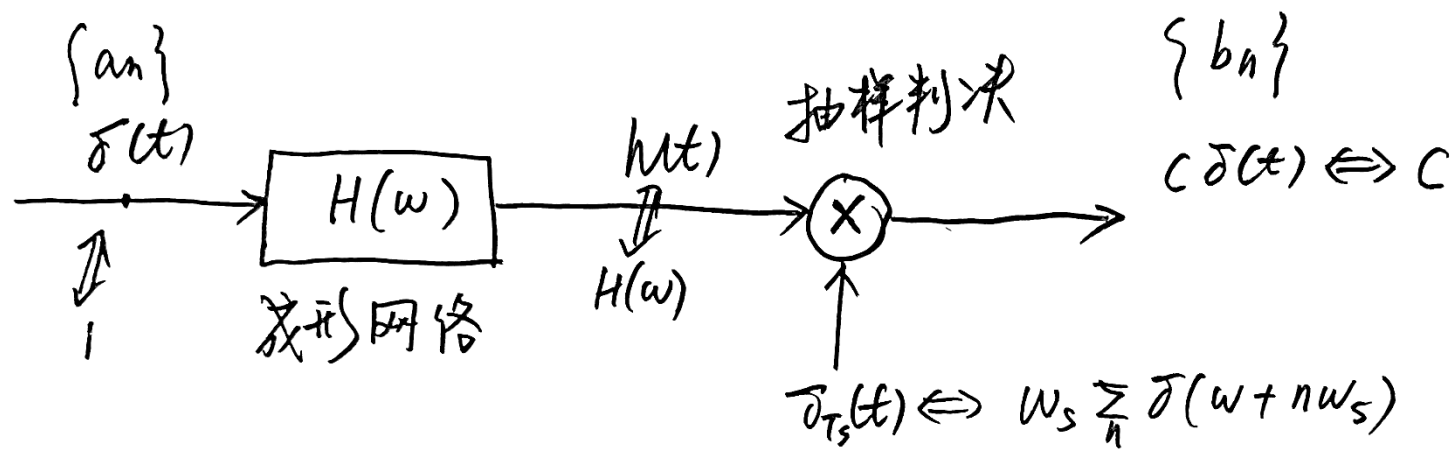 {an}
δ(t)
1
H(ω)
成形网络
h(t)
H(ω)
抽样判决
×
δTs(t) ⇔ ωs Σn δ(ω + nωs)
{bn}
Cδ(t) ⇔ C